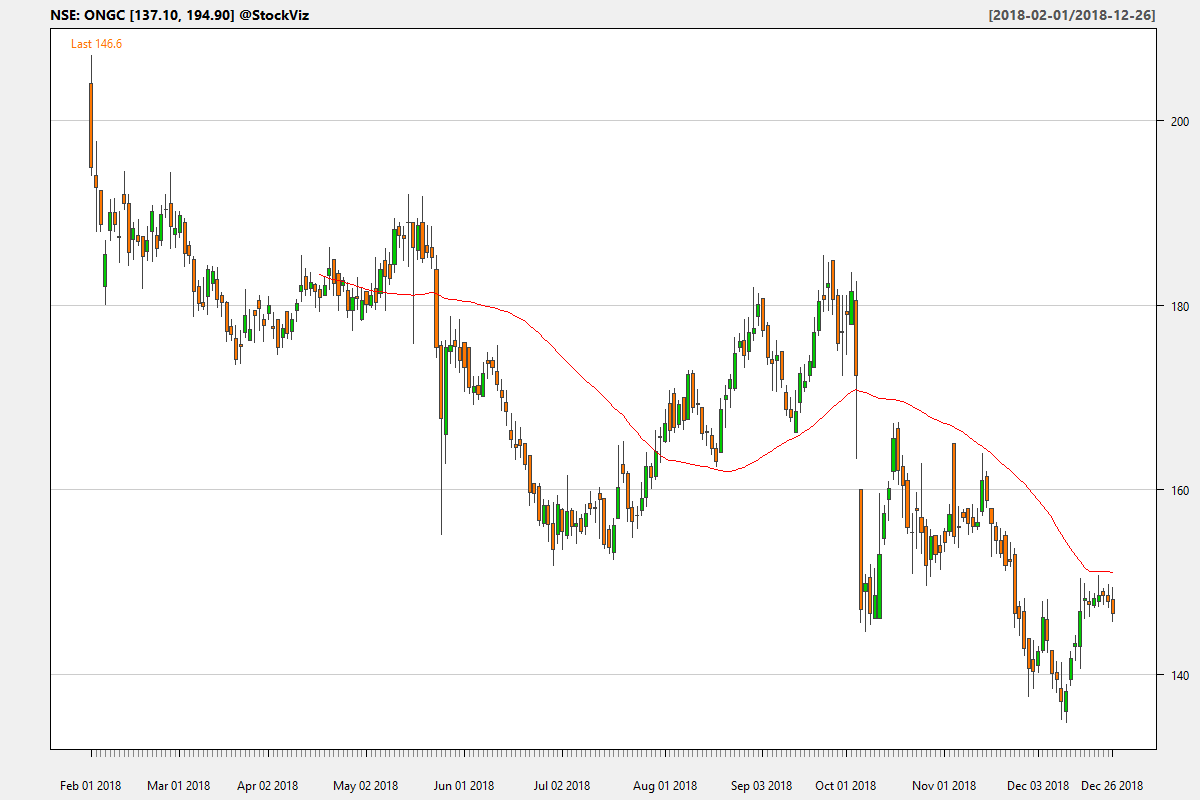 NSE: ONGC [137.10, 194.90] @StockViz
[2018-02-01/2018-12-26]
Last 146.6
200
180
160
140
Feb 01 2018 Mar 01 2018 Apr 02 2018 May 02 2018 Jun 01 2018 Jul 02 2018 Aug 01 2018 Sep 03 2018 Oct 01 2018 Nov 01 2018 Dec 03 2018 Dec 26 2018